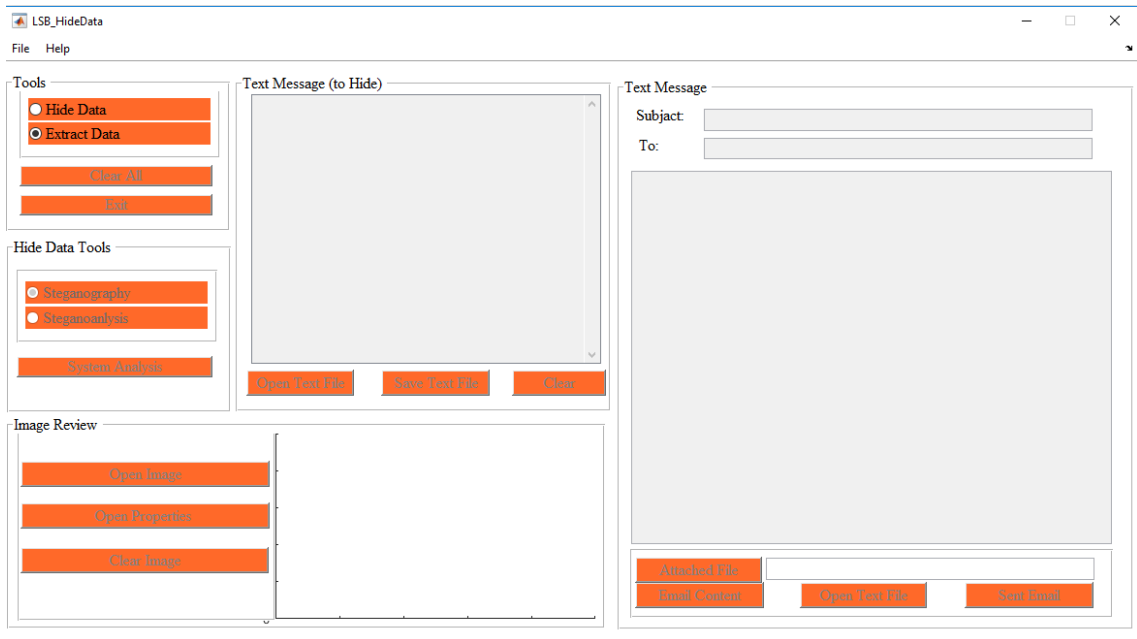 LSB_HideData
File Help
Tools
Hide Data
Extract Data
Clear All
Exit
Hide Data Tools
Steganography
Steganoanlysis
System Analysis
Text Message (to Hide)
Open Text File
Save Text File
Clear
Image Review
Open Image
Open Properties
Clear Image
0
Text Message
Subjact:
To:
Attached File
Email Content
Open Text File
Sent Email